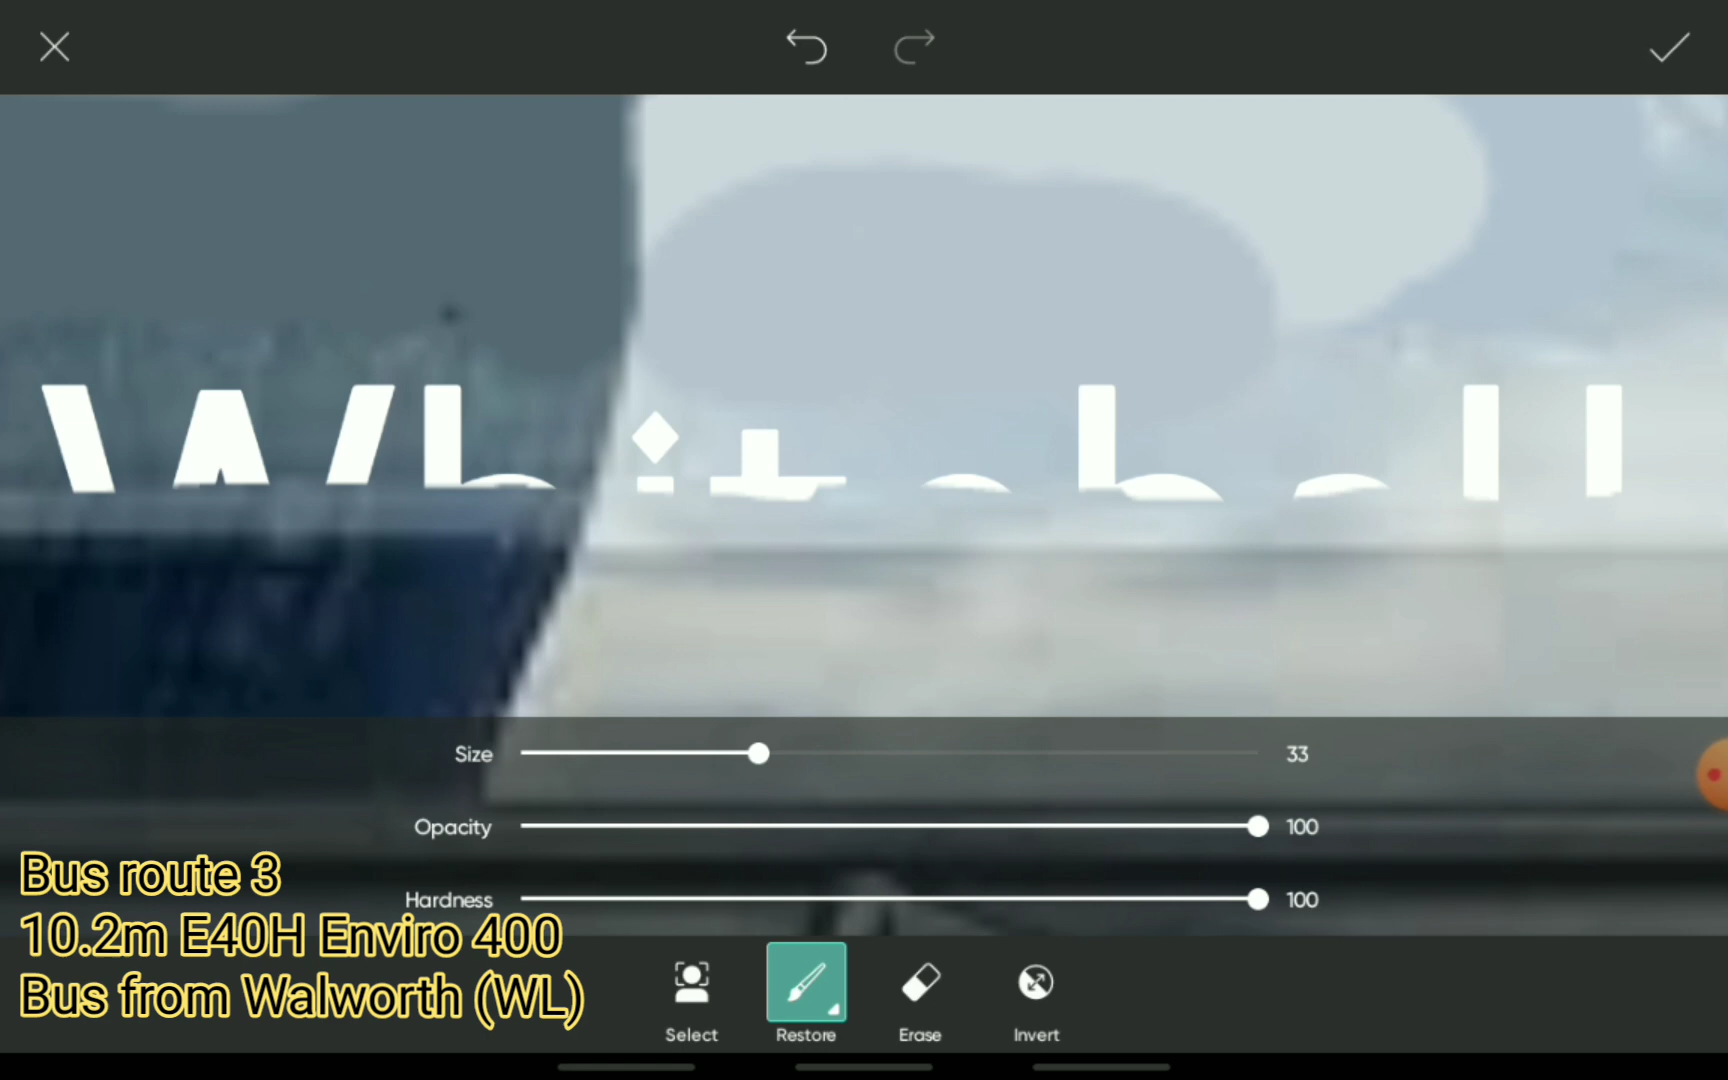 Whitehall
Size 33
Opacity 100
Hardness 100
Bus route 3
10.2m E40H Enviro 400
Bus from Walworth (WL)
Select Restore Erase Invert